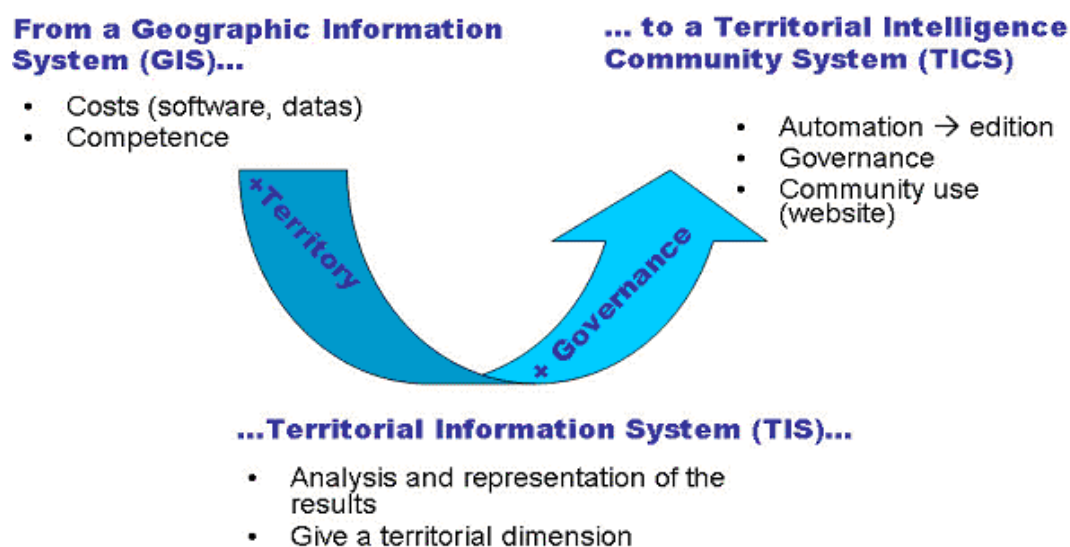 From a Geographic Information
System (GIS)...
• Costs (software, datas)
• Competence
... to a Territorial Intelligence
Community System (TICS)
• Automation → edition
• Governance
• Community use
(website)
+Territory
+ Governance
...Territorial Information System (TIS)...
• Analysis and representation of the
results
• Give a territorial dimension